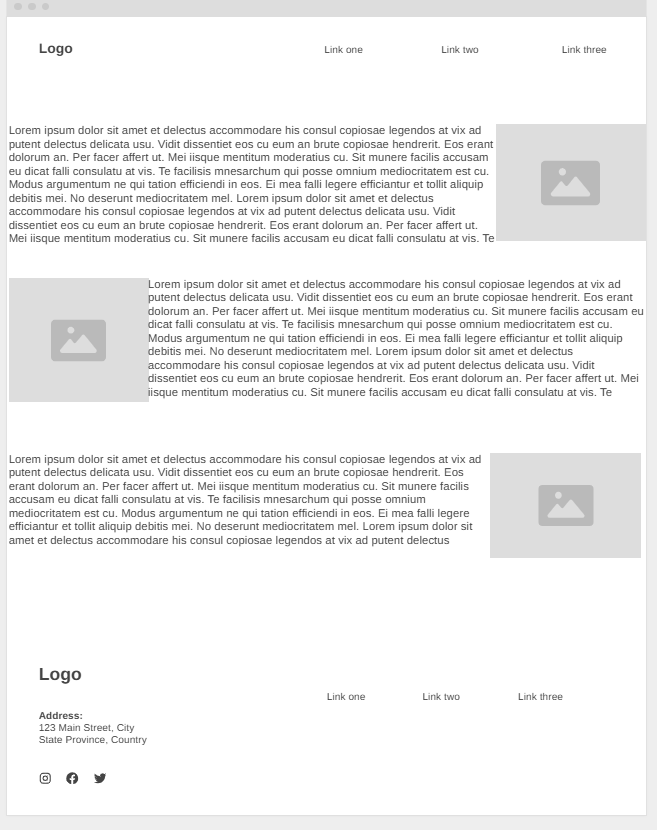 Logo
Link one
Link two
Link three
Lorem ipsum dolor sit amet et delectus accommodare his consul copiosae legendos at vix ad
putent delectus delicata usu. Vidit dissentiet eos cu eum an brute copiosae hendrerit. Eos erant
dolorum an. Per facer affert ut. Mei iisque mentitum moderatius cu. Sit munere facilis accusam
eu dicat falli consulatu at vis. Te facilisis mnesarchum qui posse omnium mediocritatem est cu.
Modus argumentum ne qui tation efficiendi in eos. Ei mea falli legere efficiantur et tollit aliquip
debitis mei. No deserunt mediocritatem mel. Lorem ipsum dolor sit amet et delectus
accommodare his consul copiosae legendos at vix ad putent delectus delicata usu. Vidit
dissentiet eos cu eum an brute copiosae hendrerit. Eos erant dolorum an. Per facer affert ut.
Mei iisque mentitum moderatius cu. Sit munere facilis accusam eu dicat falli consulatu at vis. Te
Lorem ipsum dolor sit amet et delectus accommodare his consul copiosae legendos at vix ad
putent delectus delicata usu. Vidit dissentiet eos cu eum an brute copiosae hendrerit. Eos erant
dolorum an. Per facer affert ut. Mei iisque mentitum moderatius cu. Sit munere facilis accusam eu
dicat falli consulatu at vis. Te facilisis mnesarchum qui posse omnium mediocritatem est cu.
Modus argumentum ne qui tation efficiendi in eos. Ei mea falli legere efficiantur et tollit aliquip
debitis mei. No deserunt mediocritatem mel. Lorem ipsum dolor sit amet et delectus
accommodare his consul copiosae legendos at vix ad putent delectus delicata usu. Vidit
dissentiet eos cu eum an brute copiosae hendrerit. Eos erant dolorum an. Per facer affert ut. Mei
iisque mentitum moderatius cu. Sit munere facilis accusam eu dicat falli consulatu at vis. Te
Lorem ipsum dolor sit amet et delectus accommodare his consul copiosae legendos at vix ad
putent delectus delicata usu. Vidit dissentiet eos cu eum an brute copiosae hendrerit. Eos
erant dolorum an. Per facer affert ut. Mei iisque mentitum moderatius cu. Sit munere facilis
accusam eu dicat falli consulatu at vis. Te facilisis mnesarchum qui posse omnium
mediocritatem est cu. Modus argumentum ne qui tation efficiendi in eos. Ei mea falli legere
efficiantur et tollit aliquip debitis mei. No deserunt mediocritatem mel. Lorem ipsum dolor sit
amet et delectus accommodare his consul copiosae legendos at vix ad putent delectus
Logo
Link one
Link two
Link three
Address:
123 Main Street, City
State Province, Country